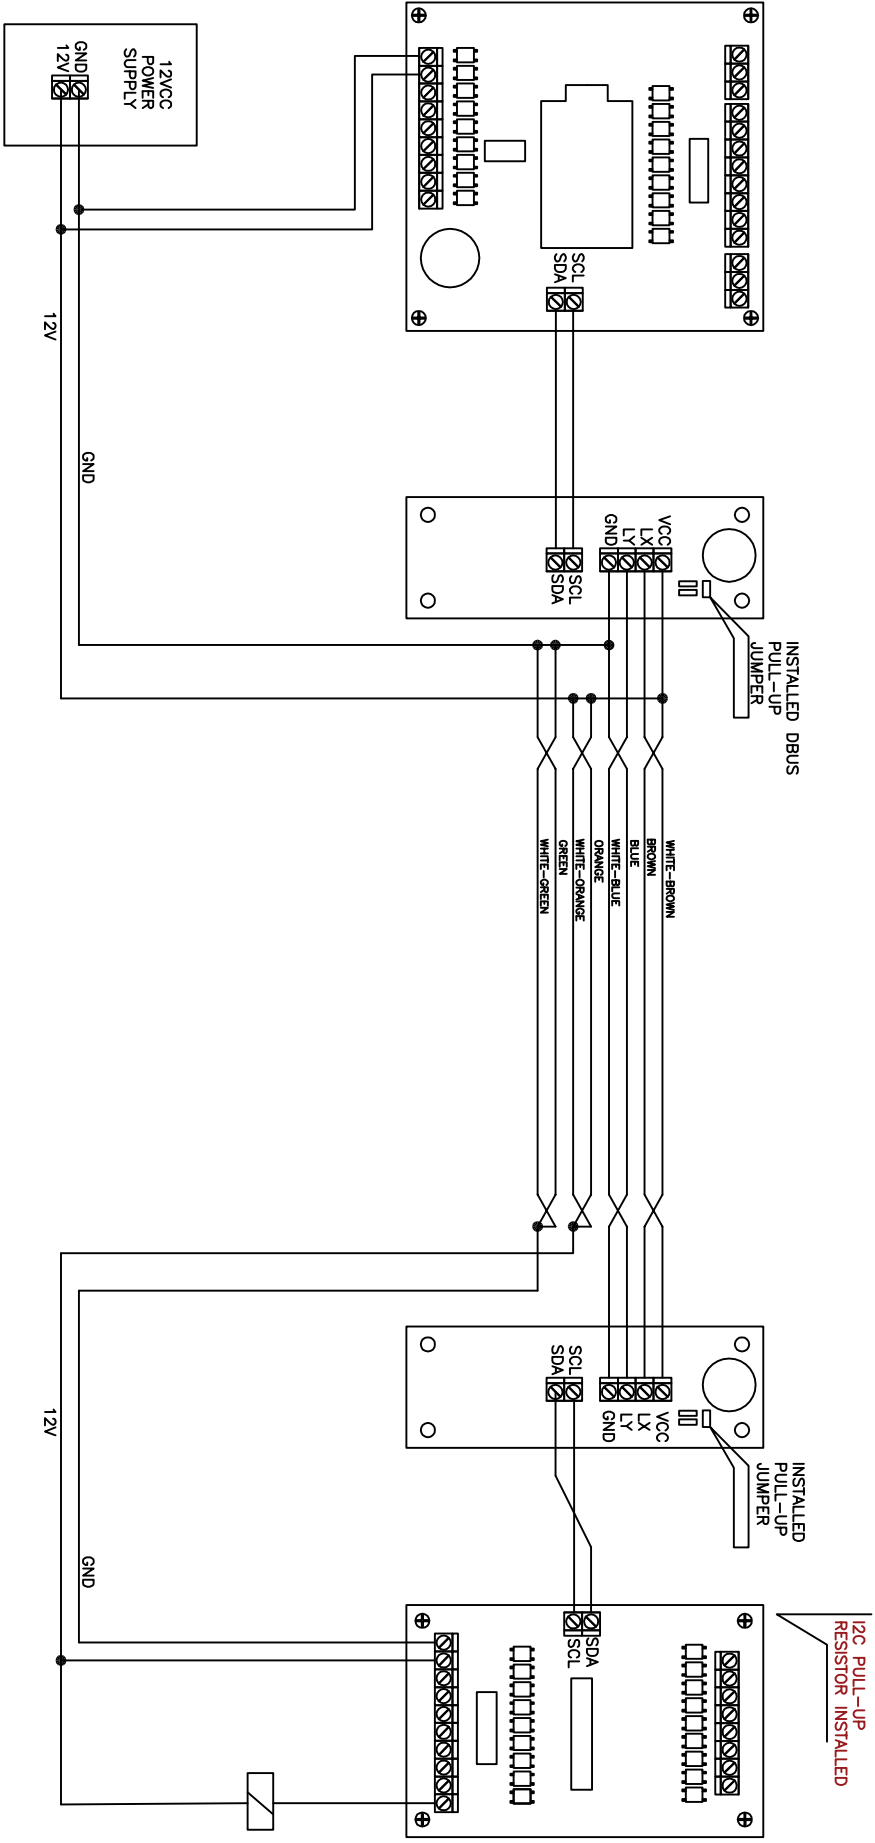 12VCC
POWER
SUPPLY
GND
12V
SCL
SDA
12V
GND
VCC
LX
LY
GND
SCL
SDA
INSTALLED DBUS
PULL-UP
JUMPER
WHITE-BROWN
BROWN
BLUE
WHITE-BLUE
ORANGE
WHITE-ORANGE
GREEN
WHITE-GREEN
SCL
SDA
VCC
LX
LY
GND
INSTALLED
PULL-UP
JUMPER
12V
GND
I2C PULL-UP
RESISTOR INSTALLED
SDA
SCL